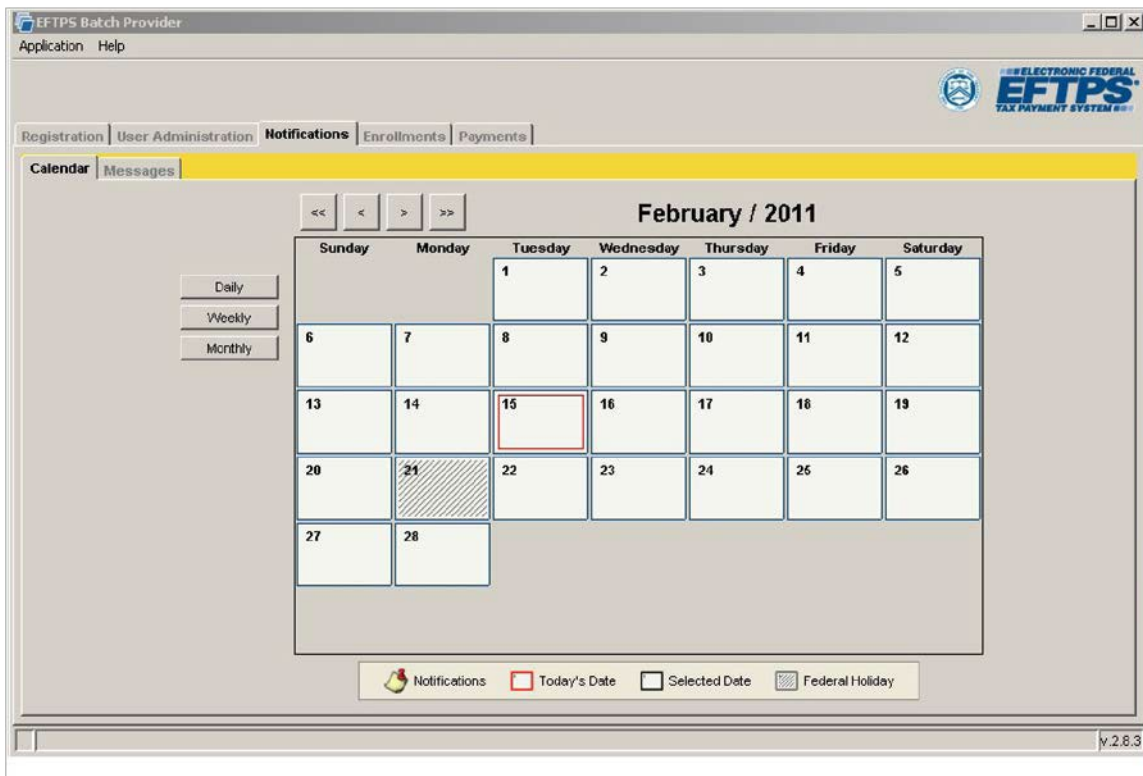 EFTPS Batch Provider
Application Help
ELECTRONIC FEDERAL
EFTPS
TAX PAYMENT SYSTEM
Registration User Administration Notifications Enrollments Payments
Calendar Messages
<< < > >> February / 2011
Sunday Monday Tuesday Wednesday Thursday Friday Saturday
1 2 3 4 5
Daily
Weekly
Monthly
6 7 8 9 10 11 12
13 14 15 16 17 18 19
20 21 22 23 24 25 26
27 28
Notifications Today's Date Selected Date Federal Holiday
v.2.8.3